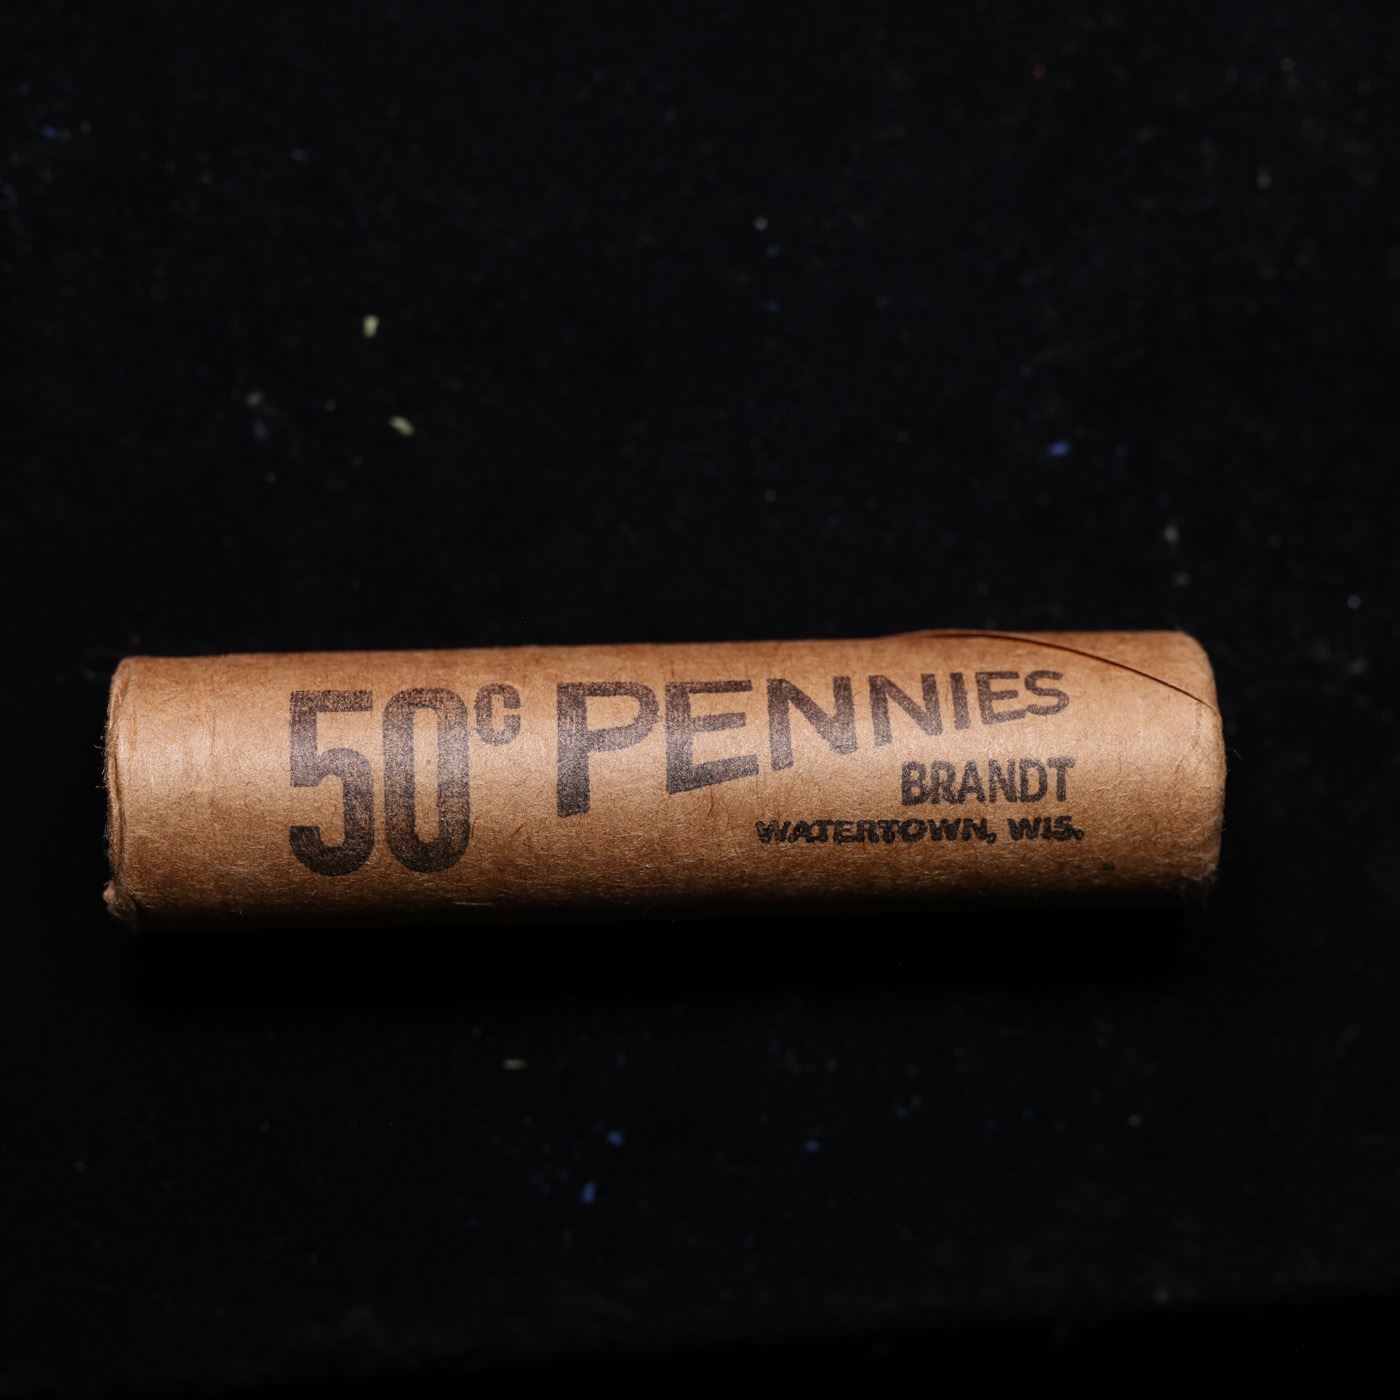 50c PENNIES
BRANDT
WATERTOWN, WIS.